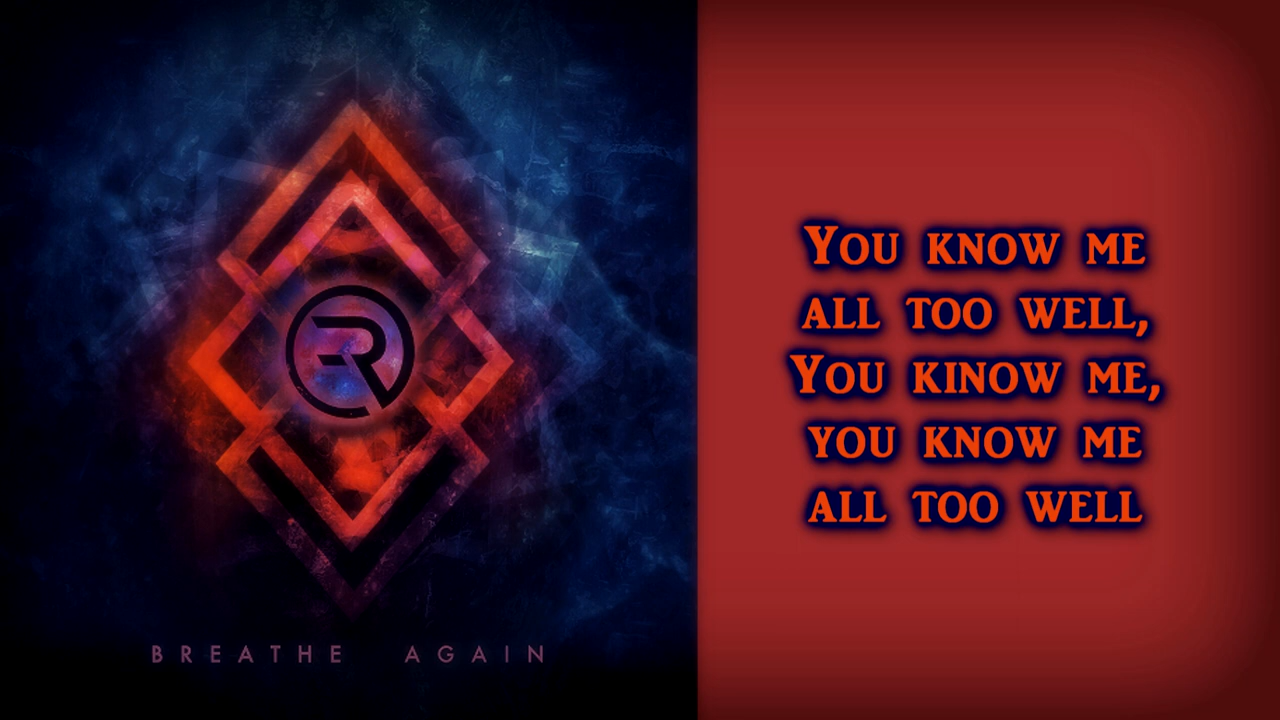 BREATHE AGAIN
You know me
all too well,
You kinow me,
you know me
all too well